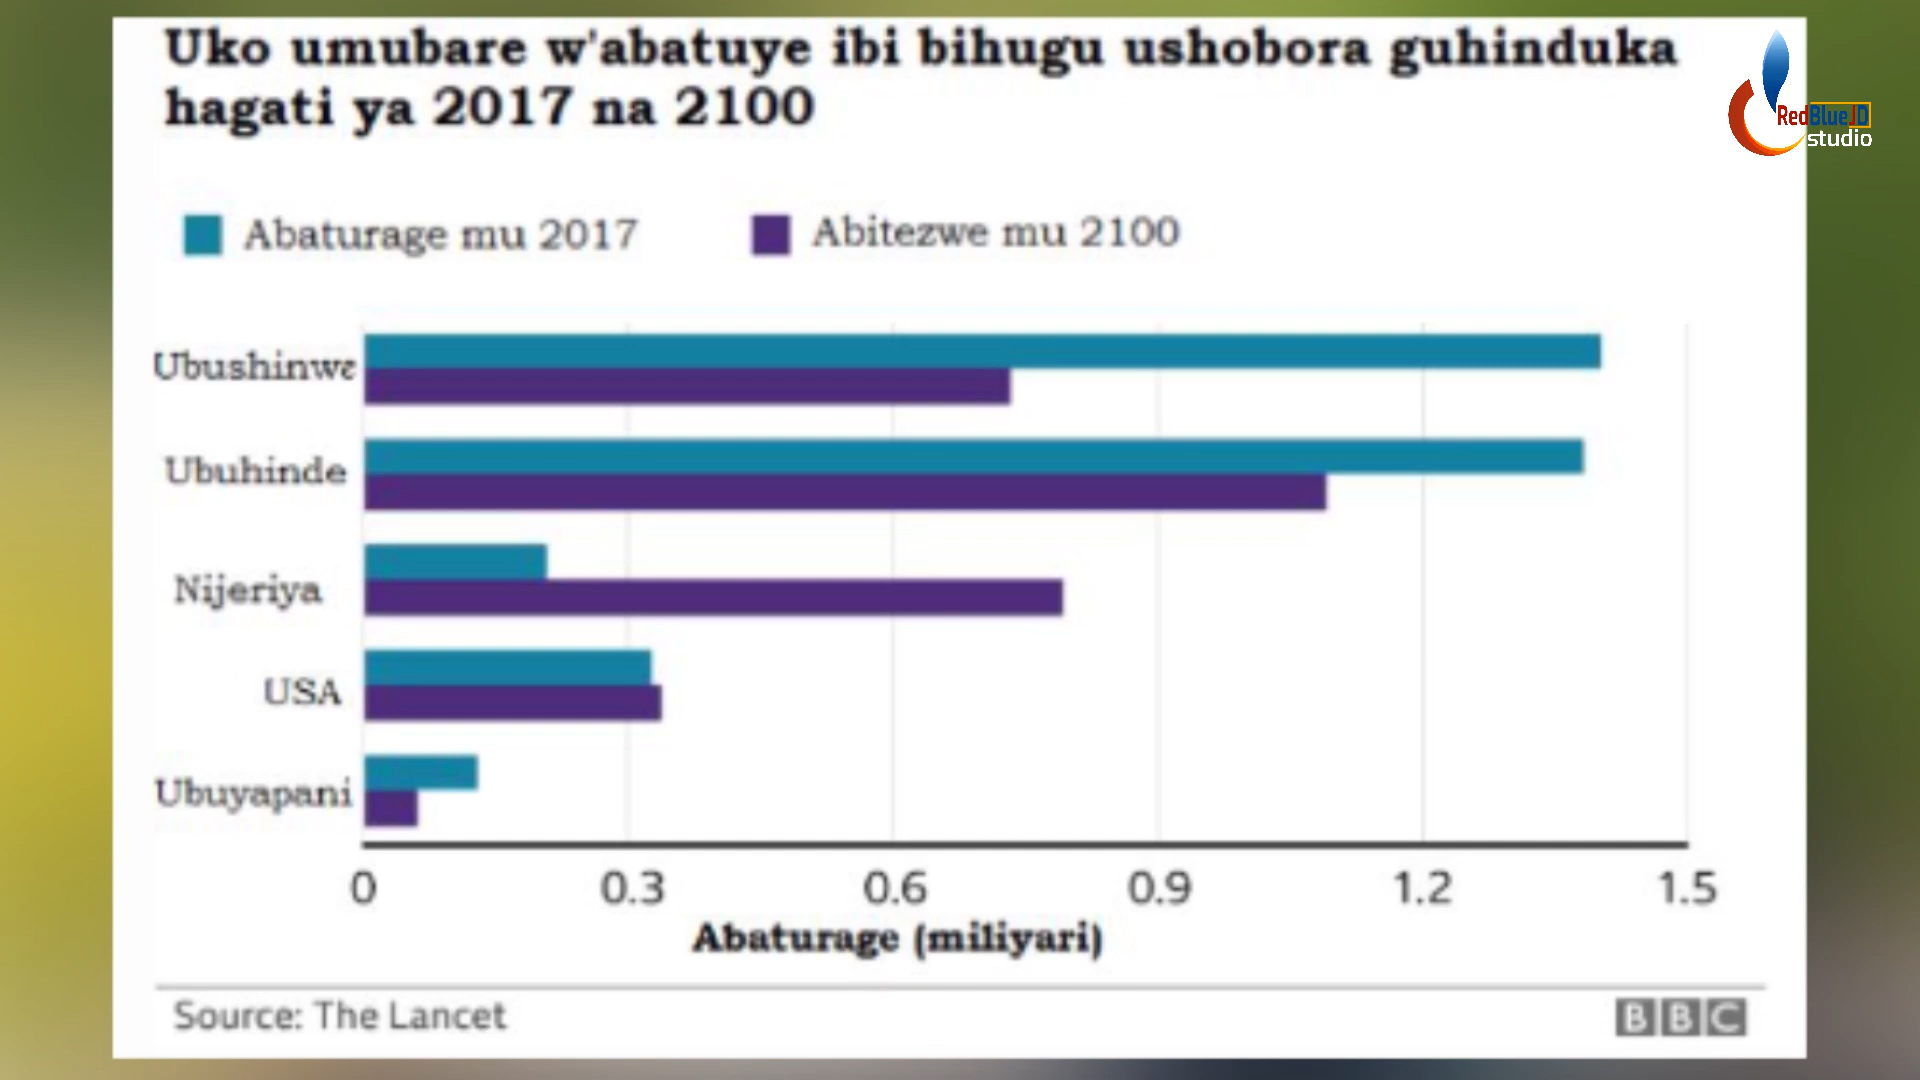 Uko umubare w'abatuye ibi bihugu ushobora guhinduka
hagati ya 2017 na 2100
RedBlueJD
studio
Abaturage mu 2017
Abitezwe mu 2100
Ubushinwa
Ubuhinde
Nijeriya
USA
Ubuyapani
0 0.3 0.6 0.9 1.2 1.5
Abaturage (miliyari)
Source: The Lancet
BBC